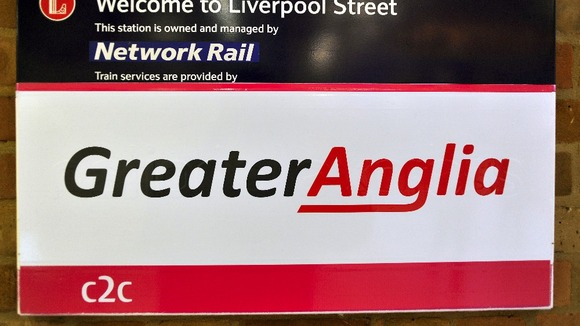 Welcome to Liverpool Street
This station is owned and managed by
Network Rail
Train services are provided by
GreaterAnglia
c2c